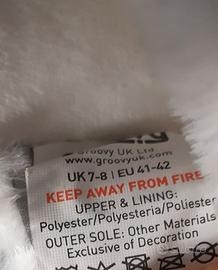 Groovy UK Ltd.
www.groovyuk.com
UK 7-8 | EU 41-42
KEEP AWAY FROM FIRE
UPPER & LINING:
Polyester/Polyesteria/Poliester
OUTER SOLE: Other Materials
Exclusive of Decoration